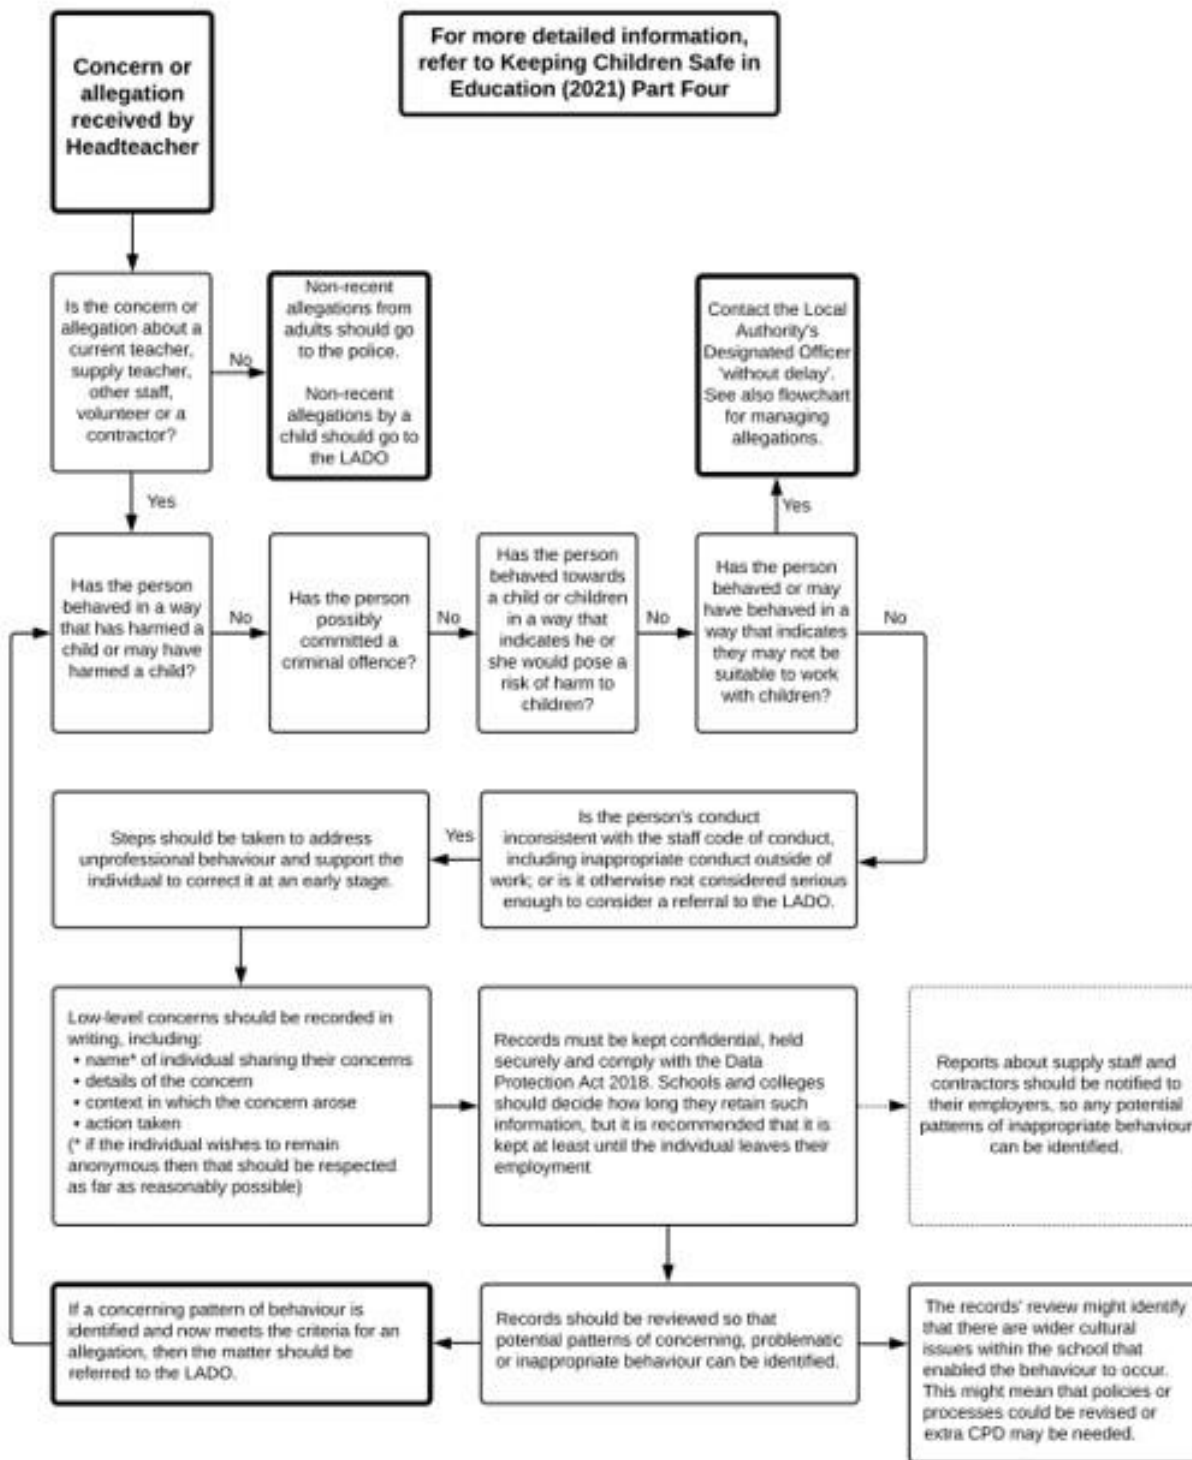 Concern or
allegation
received by
Headteacher
For more detailed information,
refer to Keeping Children Safe in
Education (2021) Part Four
Is the concern or
allegation about a
current teacher,
supply teacher,
other staff,
volunteer or a
contractor?
No
Non-recent
allegations from
adults should go
to the police.
Non-recent
allegations by a
child should go to
the LADO
Contact the Local
Authority's
Designated Officer
'without delay'.
See also flowchart
for managing
allegations.
Yes
Yes
Has the person
behaved in a way
that has harmed a
child or may have
harmed a child?
No
Has the person
possibly
committed a
criminal offence?
No
Has the person
behaved towards
a child or children
in a way that
indicates he or
she would pose a
risk of harm to
children?
No
Has the person
behaved or may
have behaved in a
way that indicates
they may not be
suitable to work
with children?
No
Steps should be taken to address
unprofessional behaviour and support the
individual to correct it at an early stage.
Yes
Is the person's conduct
inconsistent with the staff code of conduct,
including inappropriate conduct outside of
work; or is it otherwise not considered serious
enough to consider a referral to the LADO.
Low-level concerns should be recorded in
writing, including:
• name* of individual sharing their concerns
• details of the concern
• context in which the concern arose
• action taken
(* if the individual wishes to remain
anonymous then that should be respected
as far as reasonably possible)
Records must be kept confidential, held
securely and comply with the Data
Protection Act 2018. Schools and colleges
should decide how long they retain such
information, but it is recommended that it is
kept at least until the individual leaves their
employment
Reports about supply staff and
contractors should be notified to
their employers, so any potential
patterns of inappropriate behaviour
can be identified.
If a concerning pattern of behaviour is
identified and now meets the criteria for an
allegation, then the matter should be
referred to the LADO.
Records should be reviewed so that
potential patterns of concerning, problematic
or inappropriate behaviour can be identified.
The records' review might identify
that there are wider cultural
issues within the school that
enabled the behaviour to occur.
This might mean that policies or
processes could be revised or
extra CPD may be needed.